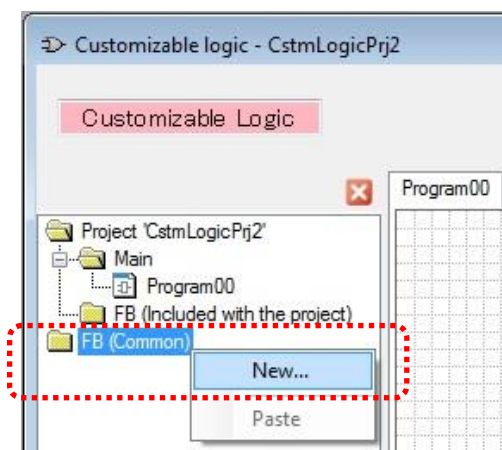 Customizable logic - CstmLogicPrj2
Customizable Logic
Program00
Project 'CstmLogicPrj2'
Main
Program00
FB (Included with the project)
FB (Common)
New...
Paste